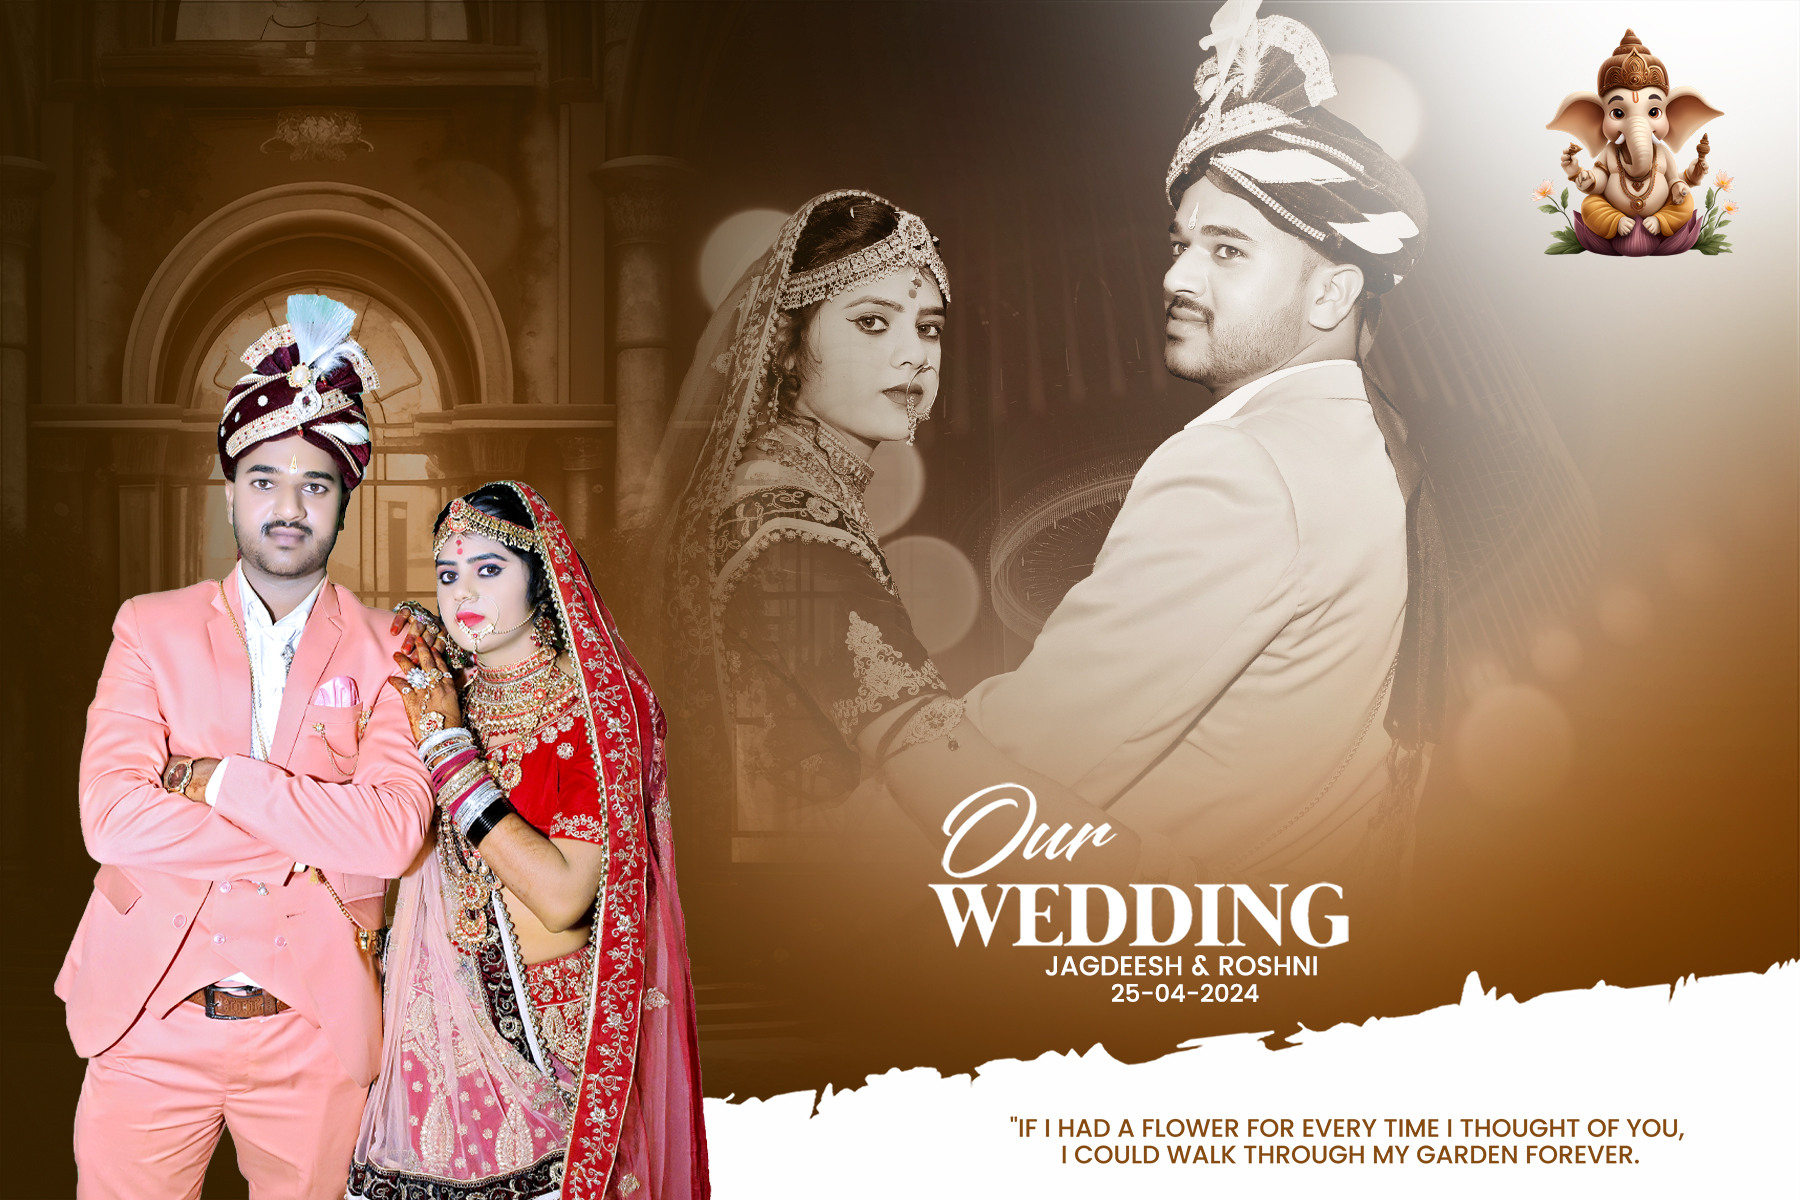 Our
WEDDING
JAGDEESH & ROSHNI
25-04-2024
"IF I HAD A FLOWER FOR EVERY TIME I THOUGHT OF YOU,
I COULD WALK THROUGH MY GARDEN FOREVER.